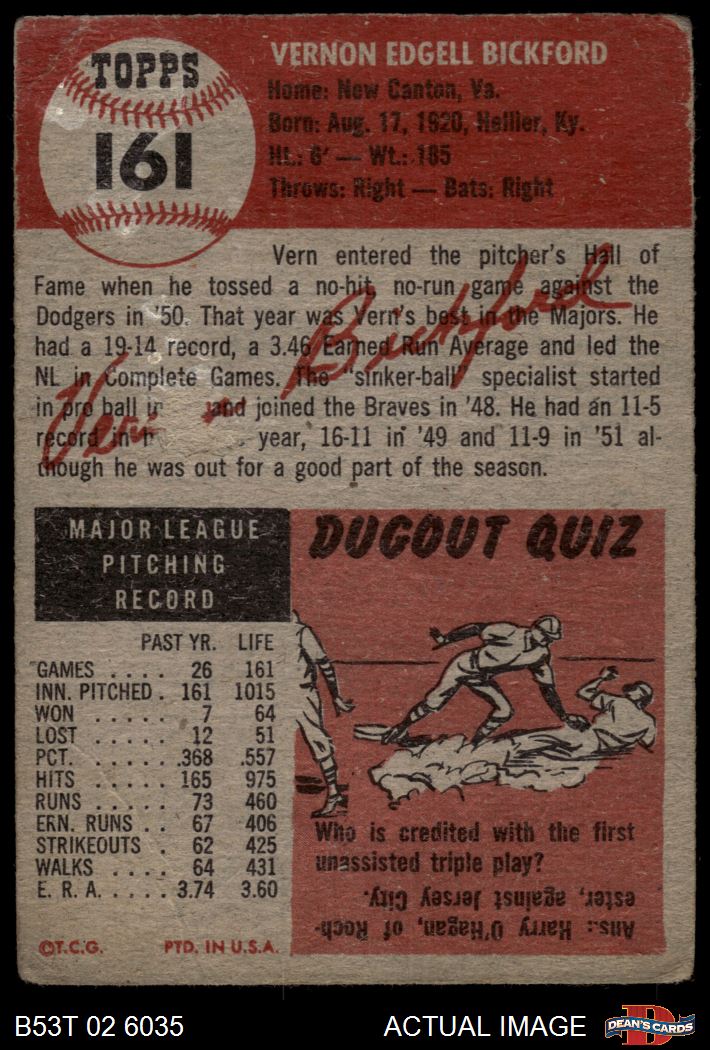 TOPPS
161
VERNON EDGELL BICKFORD
Home: New Canton, Va.
Born: Aug. 17, 1920, Hellier, Ky.
Ht.: 6' — Wt.: 185
Throws: Right — Bats: Right
Vern entered the pitcher's Hall of
Fame when he tossed a no-hit, no-run game against the
Dodgers in '50. That year was Vern's best in the Majors. He
had a 19-14 record, a 3.46 Earned Run Average and led the
NL in Complete Games. The "sinker-ball" specialist started
in pro ball and joined the Braves in '48. He had an 11-5
record in year, 16-11 in '49 and 11-9 in '51 al-
though he was out for a good part of the season.
Vern Bickford
MAJOR LEAGUE
PITCHING
RECORD
PAST YR. LIFE
GAMES .... 26 161
INN. PITCHED . 161 1015
WON ..... 7 64
LOST ..... 12 51
PCT. ..... .368 .557
HITS ..... 165 975
RUNS .... 73 460
ERN. RUNS .. 67 406
STRIKEOUTS . 62 425
WALKS .... 64 431
E. R. A. .... 3.74 3.60
©T.C.G. PTD. IN U.S.A.
DUGOUT QUIZ
Who is credited with the first
unassisted triple play?
Ans.: Harry O'Hagan, of Roch-
ester, against Jersey City.
B53T 02 6035
ACTUAL IMAGE
D
DEAN'S CARDS